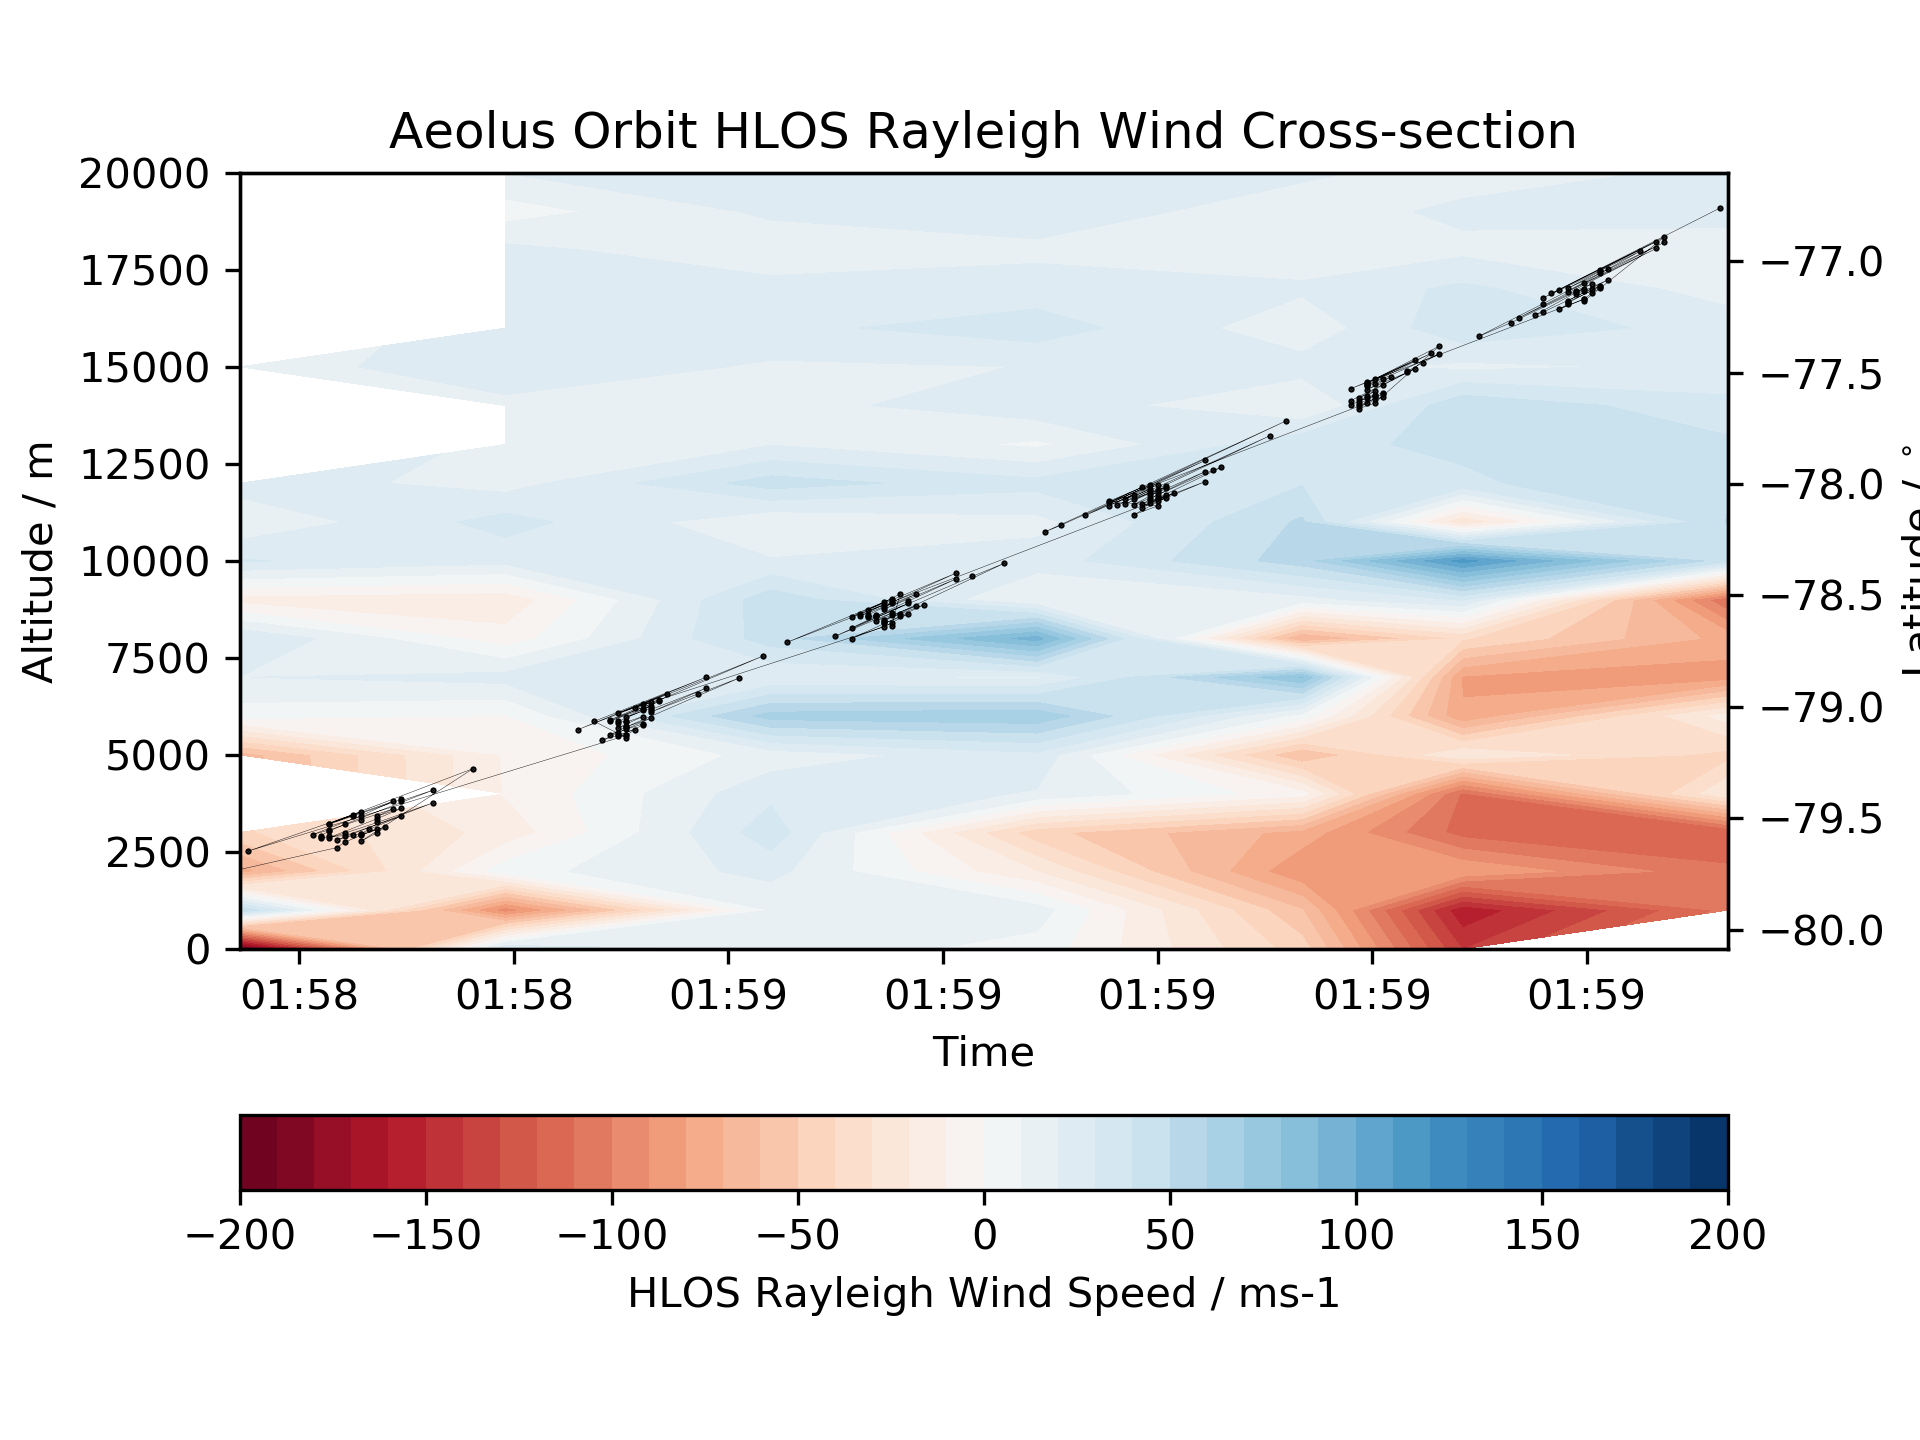 Aeolus Orbit HLOS Rayleigh Wind Cross-section
20000
17500
15000
12500
10000
7500
5000
2500
0
Altitude / m
−77.0
−77.5
−78.0
−78.5
−79.0
−79.5
−80.0
Latitude / °
01:58 01:58 01:59 01:59 01:59 01:59 01:59
Time
−200 −150 −100 −50 0 50 100 150 200
HLOS Rayleigh Wind Speed / ms-1